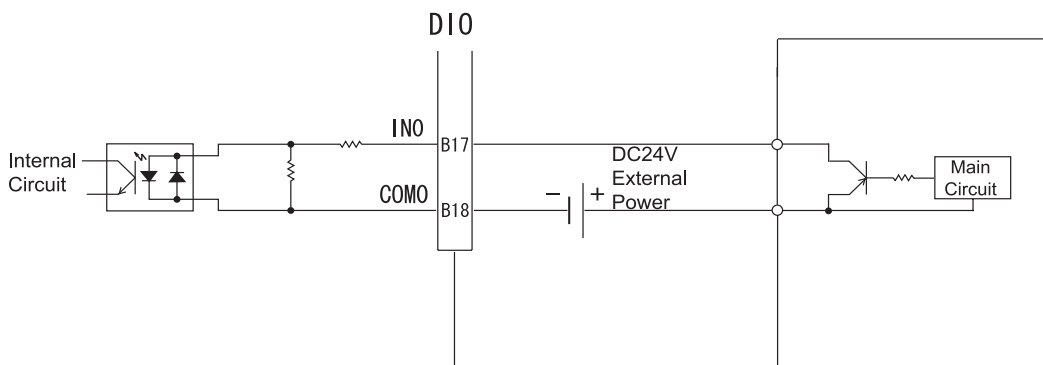 DIO
IN0
B17
Internal
Circuit
DC24V
External
Power
Main
Circuit
COM0
B18
− +